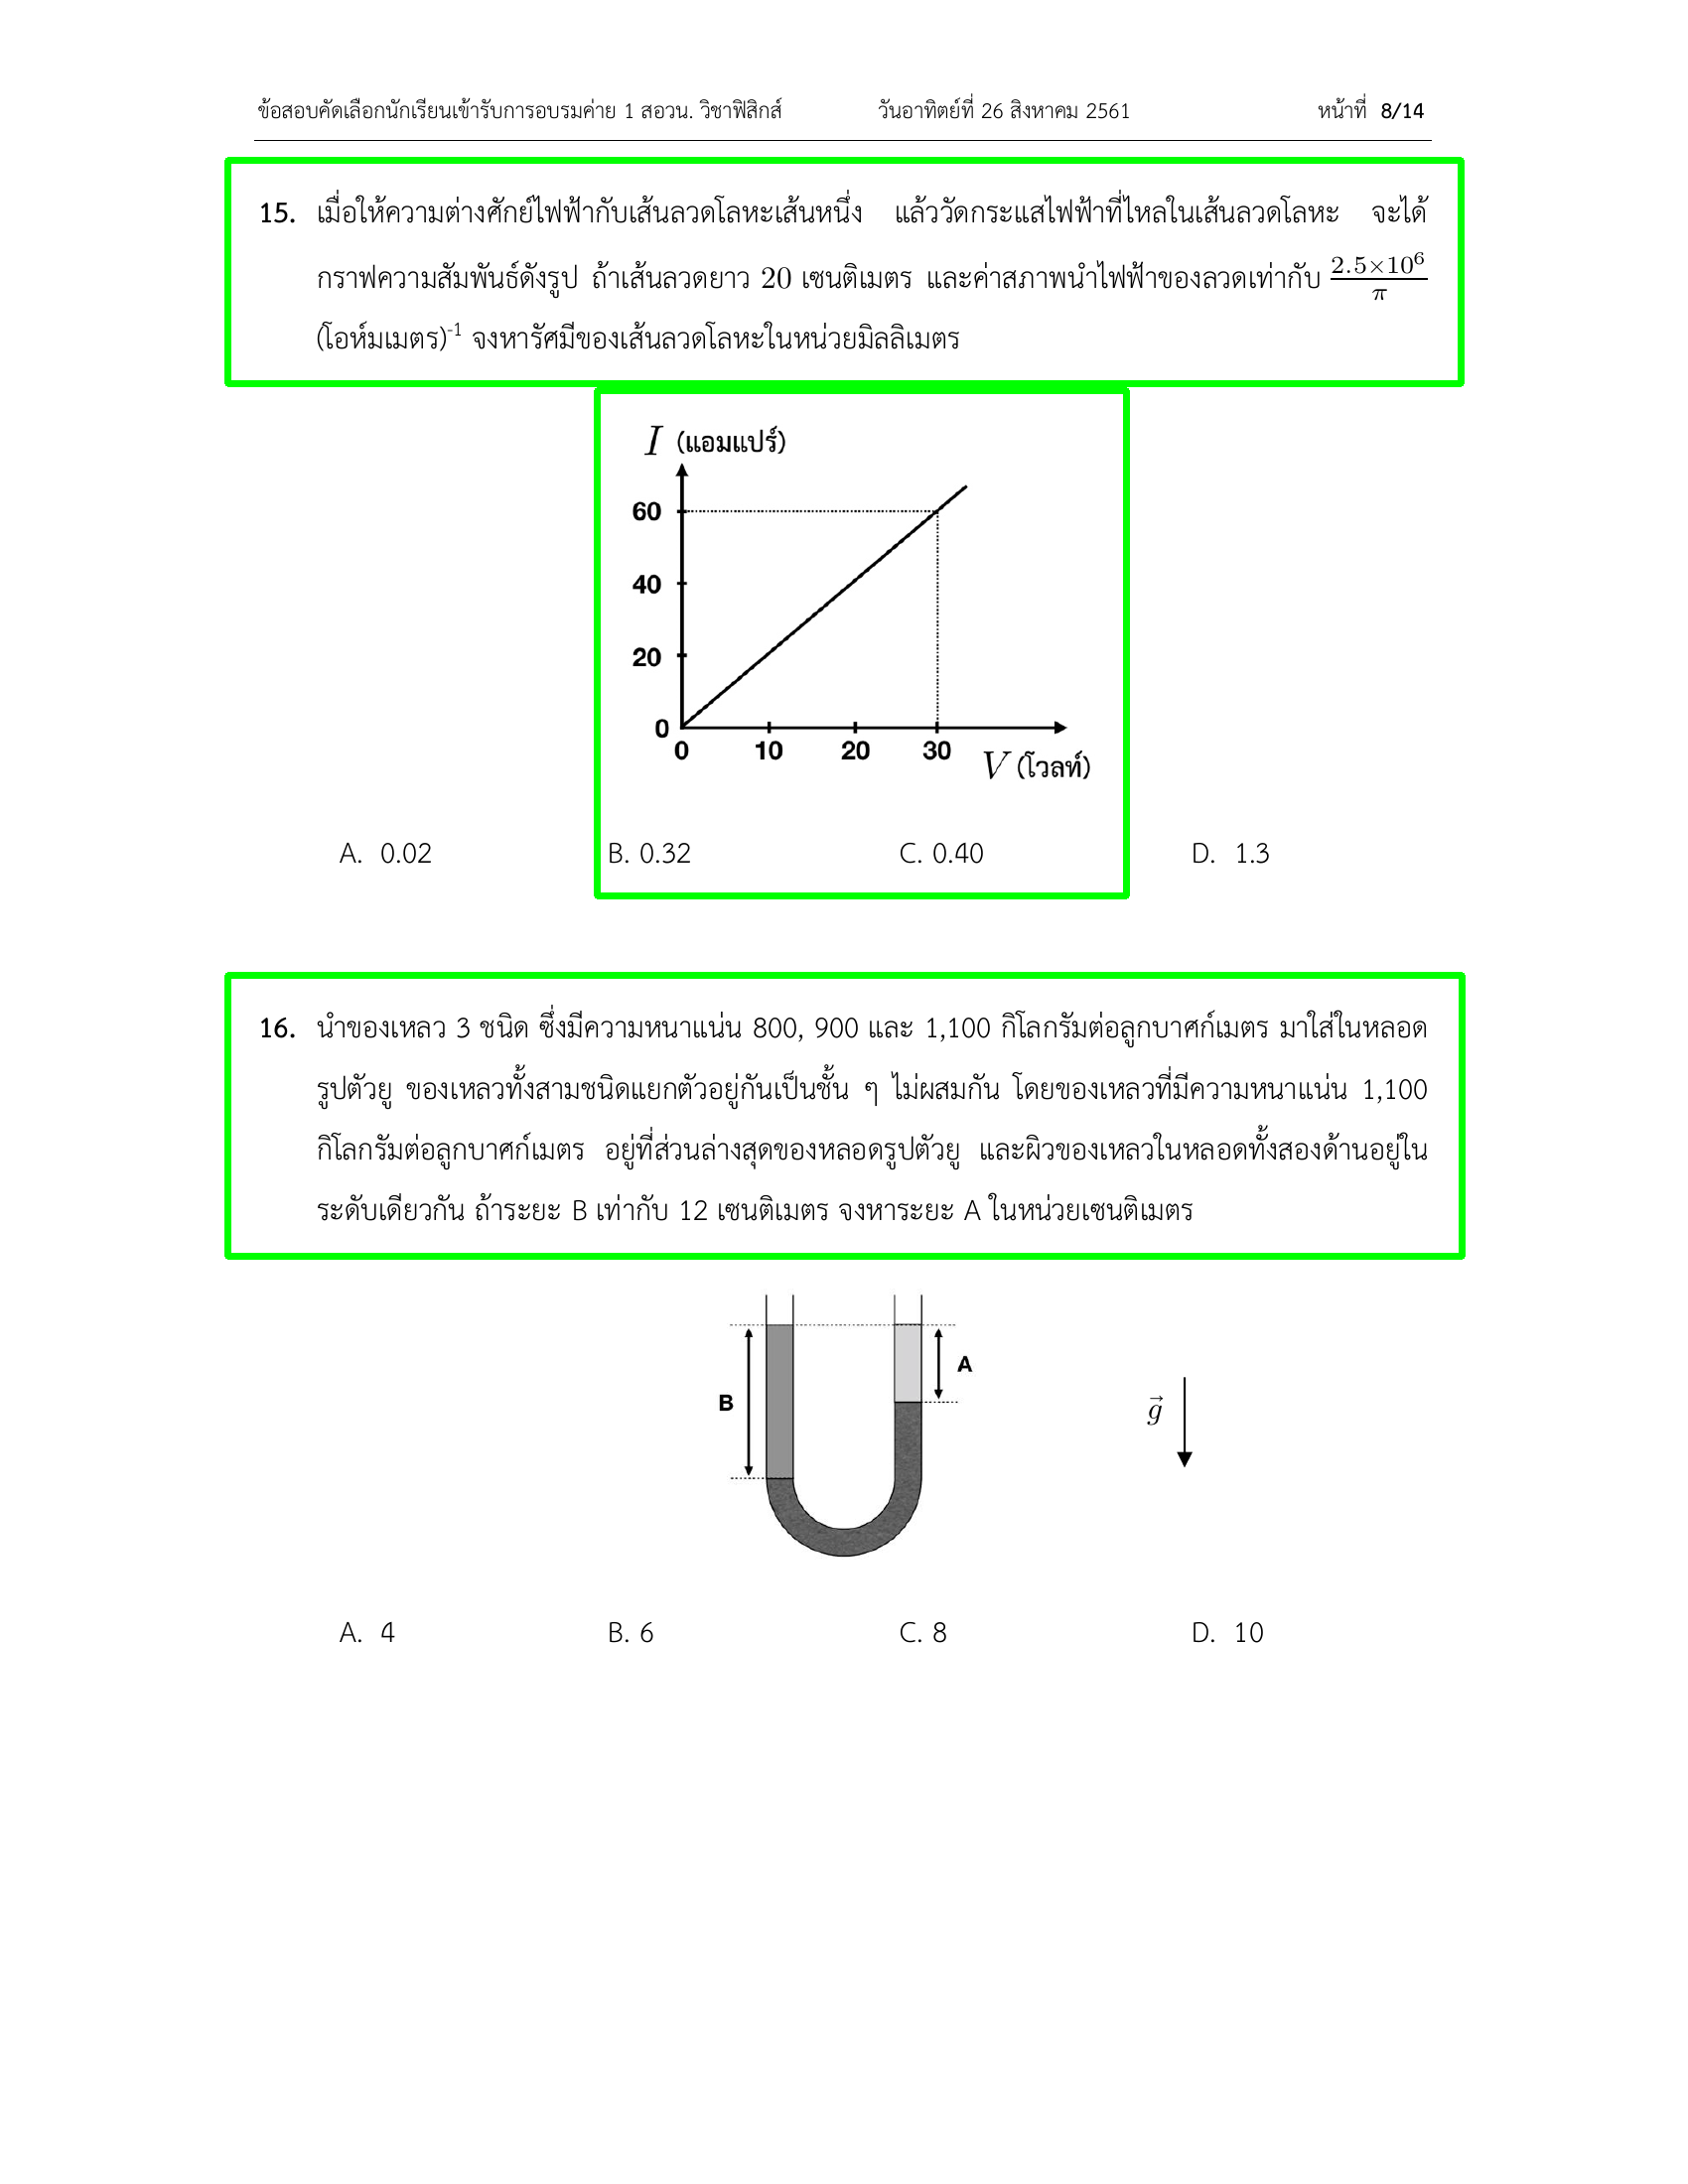 ข้อสอบคัดเลือกนักเรียนเข้ารับการอบรมค่าย 1 สอวน. วิชาฟิสิกส์ วันอาทิตย์ที่ 26 สิงหาคม 2561 หน้าที่ 8/14
15. เมื่อให้ความต่างศักย์ไฟฟ้ากับเส้นลวดโลหะเส้นหนึ่ง แล้ววัดกระแสไฟฟ้าที่ไหลในเส้นลวดโลหะ จะได้
กราฟความสัมพันธ์ดังรูป ถ้าเส้นลวดยาว 20 เซนติเมตร และค่าสภาพนำไฟฟ้าของลวดเท่ากับ 2.5×10⁶/π
(โอห์มเมตร)⁻¹ จงหารัศมีของเส้นลวดโลหะในหน่วยมิลลิเมตร
I (แอมแปร์)
60
40
20
0
0 10 20 30
V (โวลท์)
A. 0.02 B. 0.32 C. 0.40 D. 1.3
16. นำของเหลว 3 ชนิด ซึ่งมีความหนาแน่น 800, 900 และ 1,100 กิโลกรัมต่อลูกบาศก์เมตร มาใส่ในหลอด
รูปตัวยู ของเหลวทั้งสามชนิดแยกตัวอยู่กันเป็นชั้น ๆ ไม่ผสมกัน โดยของเหลวที่มีความหนาแน่น 1,100
กิโลกรัมต่อลูกบาศก์เมตร อยู่ที่ส่วนล่างสุดของหลอดรูปตัวยู และผิวของเหลวในหลอดทั้งสองด้านอยู่ใน
ระดับเดียวกัน ถ้าระยะ B เท่ากับ 12 เซนติเมตร จงหาระยะ A ในหน่วยเซนติเมตร
A
B
g⃗
A. 4 B. 6 C. 8 D. 10